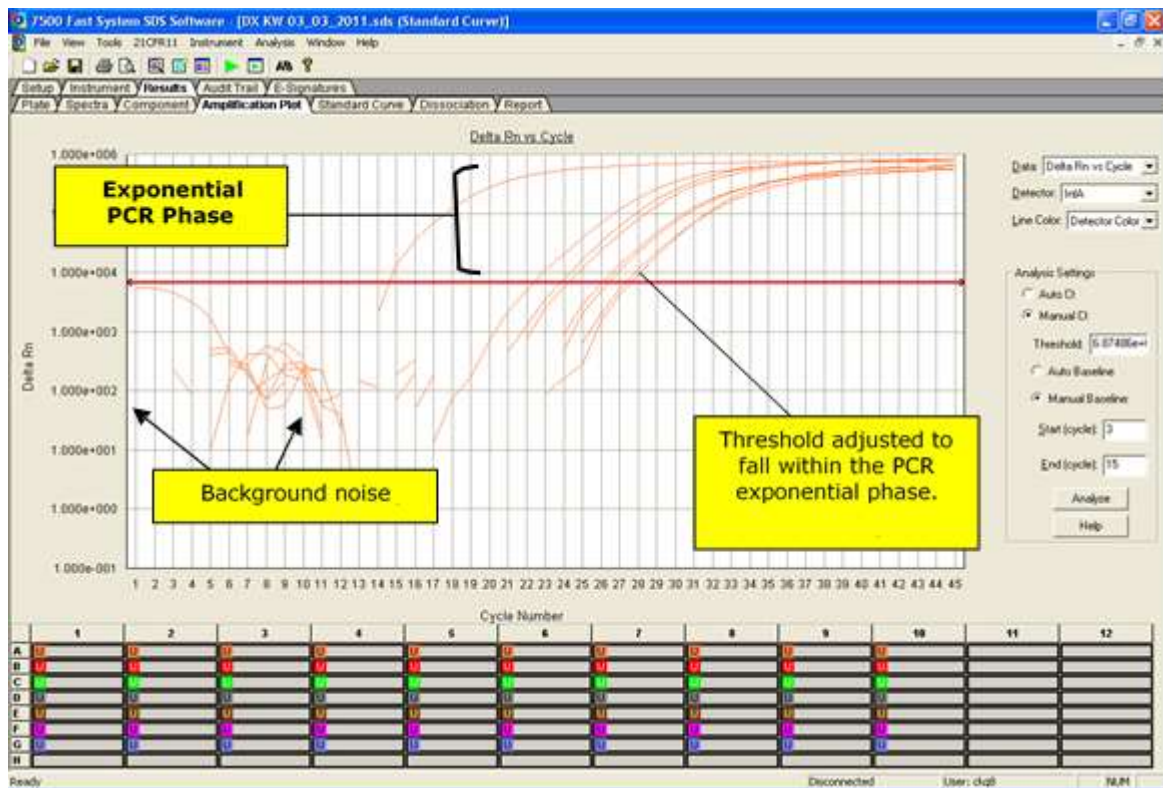 7500 Fast System SDS Software - [DX KW 03_03_2011.sds (Standard Curve)]
File View Tools 21CFR11 Instrument Analysis Window Help
Setup Instrument Results Audit Trail E-Signatures
Plate Spectra Component Amplification Plot Standard Curve Dissociation Report
Delta Rn vs Cycle
1.000e+006
1.000e+004
1.000e+003
1.000e+002
1.000e+001
1.000e+000
1.000e-001
Delta Rn
Exponential
PCR Phase
Background noise
Threshold adjusted to
fall within the PCR
exponential phase.
1 2 3 4 5 6 7 8 9 10 11 12 13 14 15 16 17 18 19 20 21 22 23 24 25 26 27 28 29 30 31 32 33 34 35 36 37 38 39 40 41 42 43 44 45
Cycle Number
Data: Delta Rn vs Cycle
Detector:
Line Color: Detector Color
Analysis Settings
Auto Ct
Manual Ct
Threshold:
Auto Baseline
Manual Baseline
Start (cycle): 3
End (cycle): 15
Analyse
Help
1 2 3 4 5 6 7 8 9 10 11 12
A U U U U U U U U U U
B U U U U U U U U U U
C U U U U U U U U U U
D U U U U U U U U U U
E U U U U U U U U U U
F U U U U U U U U U U
G U U U U U U U U U U
H
Ready
Disconnected
User:
NUM